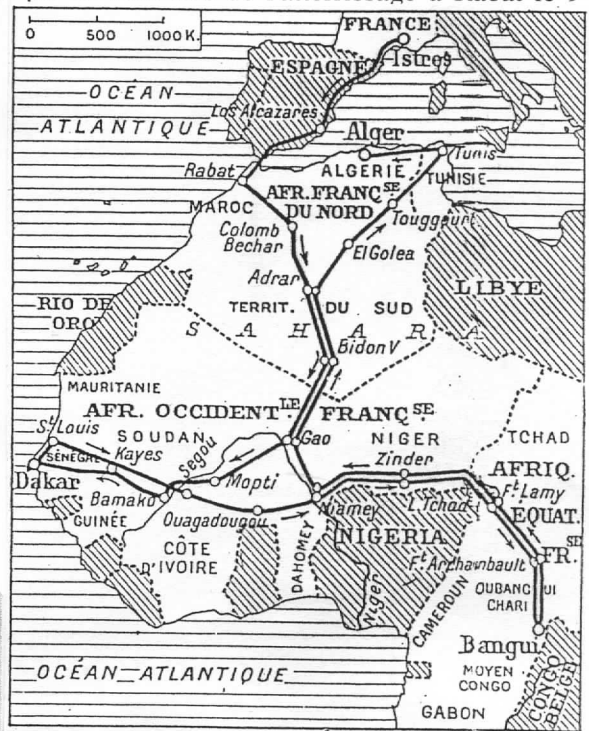 0 500 1000 K.
FRANCE
Istres
ESPAGNE
OCÉAN
ATLANTIQUE
Los Alcazares
Alger
Tunis
Rabat
ALGÉRIE
TUNISIE
AFR. FRANÇSE
DU NORD
MAROC
Touggourt
Colomb
Bechar
El Golea
Adrar
LIBYE
RIO DE
ORO
TERRIT. DU SUD
SAHARA
Bidon V
MAURITANIE
AFR. OCCIDENTLE FRANÇSE
St Louis
SOUDAN
Gao
NIGER
TCHAD
SÉNÉGAL
Kayes
Segou
Zinder
AFRIQ.
Dakar
Mopti
Ft Lamy
Bamako
Niamey
L. Tchad
EQUAT.
GUINÉE
Ouagadougou
NIGERIA
FR.SE
CÔTE
D'IVOIRE
DAHOMEY
Ft Archambault
OUBANGUI
CHARI
Niger
CAMEROUN
Bangui
MOYEN
CONGO
CONGO
BELGE
OCÉAN ATLANTIQUE
GABON